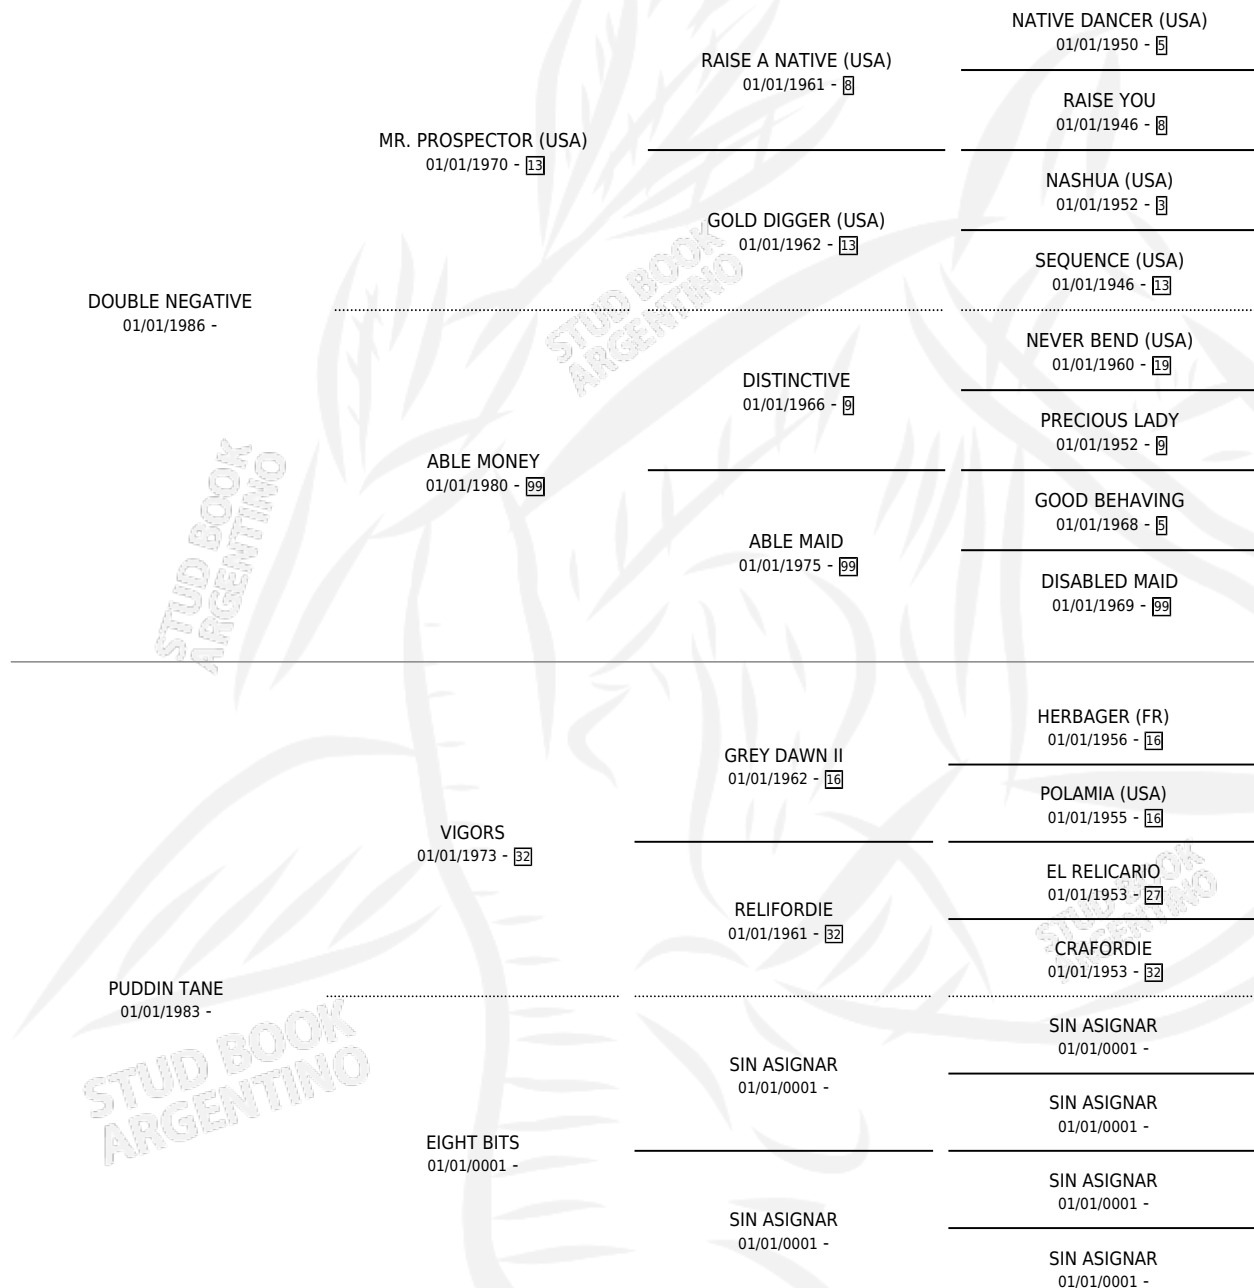 NATIVE DANCER (USA)
01/01/1950 - 5
RAISE A NATIVE (USA)
01/01/1961 - 8
RAISE YOU
01/01/1946 - 8
MR. PROSPECTOR (USA)
01/01/1970 - 13
NASHUA (USA)
01/01/1952 - 3
GOLD DIGGER (USA)
01/01/1962 - 13
SEQUENCE (USA)
01/01/1946 - 13
DOUBLE NEGATIVE
01/01/1986 -
STUD BOOK
ARGENTINO
NEVER BEND (USA)
01/01/1960 - 19
DISTINCTIVE
01/01/1966 - 9
PRECIOUS LADY
01/01/1952 - 9
ABLE MONEY
01/01/1980 - 99
GOOD BEHAVING
01/01/1968 - 5
ABLE MAID
01/01/1975 - 99
DISABLED MAID
01/01/1969 - 99
STUD BOOK
ARGENTINO
HERBAGER (FR)
01/01/1956 - 16
GREY DAWN II
01/01/1962 - 16
POLAMIA (USA)
01/01/1955 - 16
VIGORS
01/01/1973 - 32
EL RELICARIO
01/01/1953 - 27
RELIFORDIE
01/01/1961 - 32
STUD BOOK
ARGENTINO
CRAFORDIE
01/01/1953 - 32
PUDDIN TANE
01/01/1983 -
STUD BOOK
ARGENTINO
SIN ASIGNAR
01/01/0001 -
SIN ASIGNAR
01/01/0001 -
SIN ASIGNAR
01/01/0001 -
EIGHT BITS
01/01/0001 -
SIN ASIGNAR
01/01/0001 -
SIN ASIGNAR
01/01/0001 -
SIN ASIGNAR
01/01/0001 -